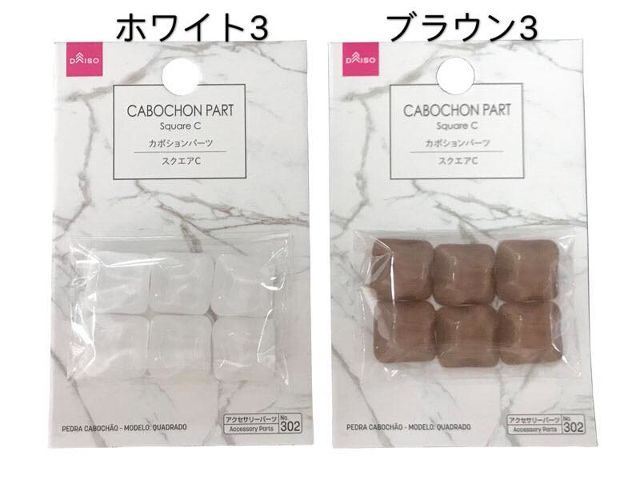 ホワイト3
DAISO
CABOCHON PART
Square C
カボションパーツ
スクエアC
PEDRA CABOCHÃO - MODELO: QUADRADO
アクセサリーパーツ
Accessory Parts
No.
302
ブラウン3
DAISO
CABOCHON PART
Square C
カボションパーツ
スクエアC
PEDRA CABOCHÃO - MODELO: QUADRADO
アクセサリーパーツ
Accessory Parts
No.
302